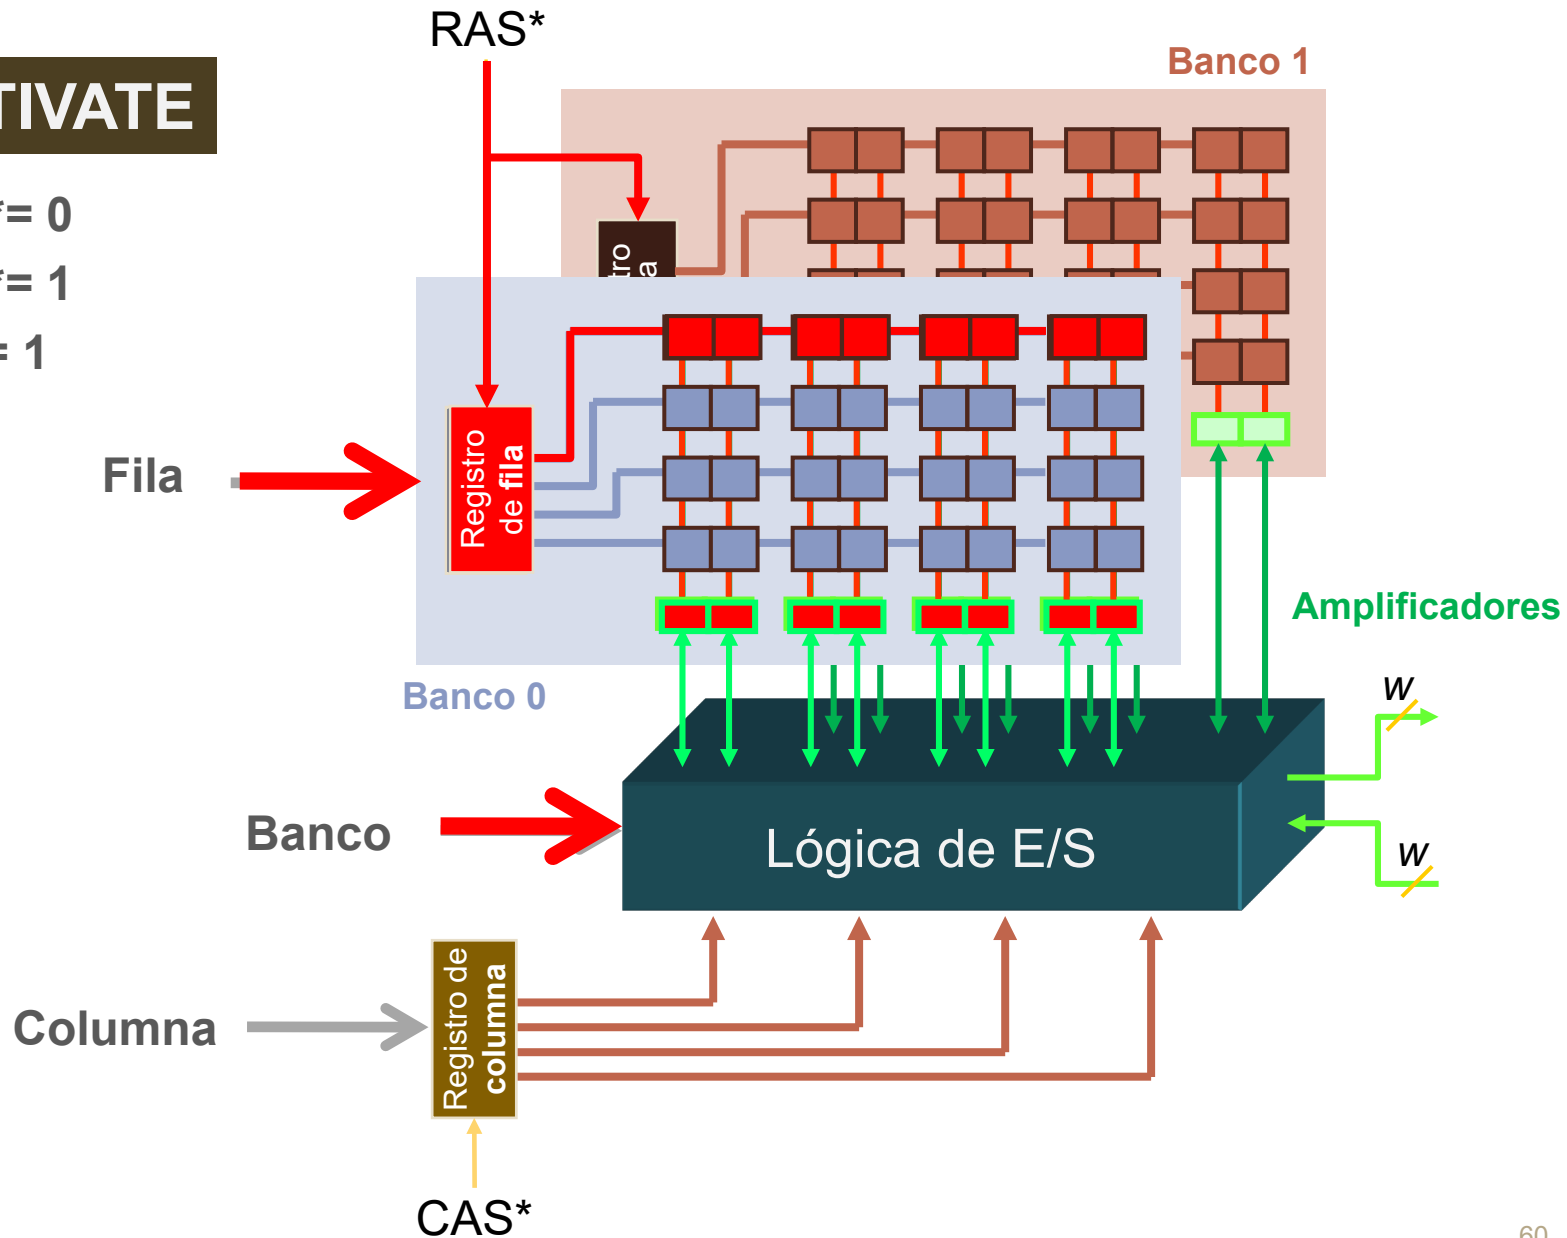 RAS*
Banco 1
TIVATE
*= 0
*= 1
= 1
Fila
Registro
de fila
Amplificadores
Banco 0
w
Banco
Lógica de E/S
w
Columna
Registro de
columna
CAS*